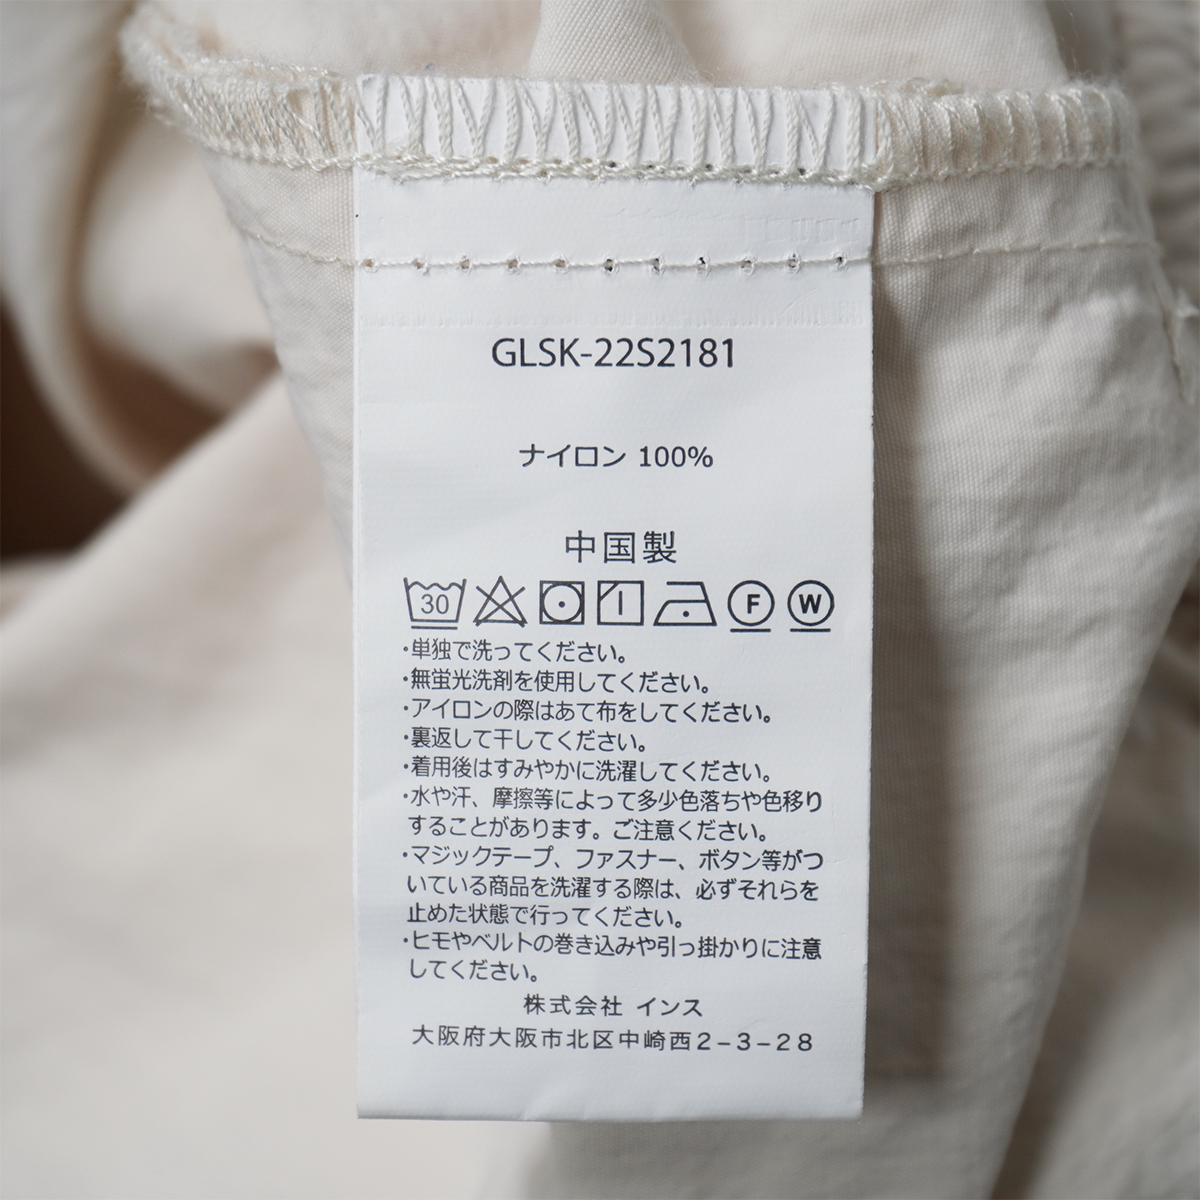 GLSK-22S2181
ナイロン 100%
中国製
30 F W
・単独で洗ってください。
・無蛍光洗剤を使用してください。
・アイロンの際はあて布をしてください。
・裏返して干してください。
・着用後はすみやかに洗濯してください。
・水や汗、摩擦等によって多少色落ちや色移り
することがあります。ご注意ください。
・マジックテープ、ファスナー、ボタン等がつ
いている商品を洗濯する際は、必ずそれらを
止めた状態で行ってください。
・ヒモやベルトの巻き込みや引っ掛かりに注意
してください。
株式会社 インス
大阪府大阪市北区中崎西2-3-28